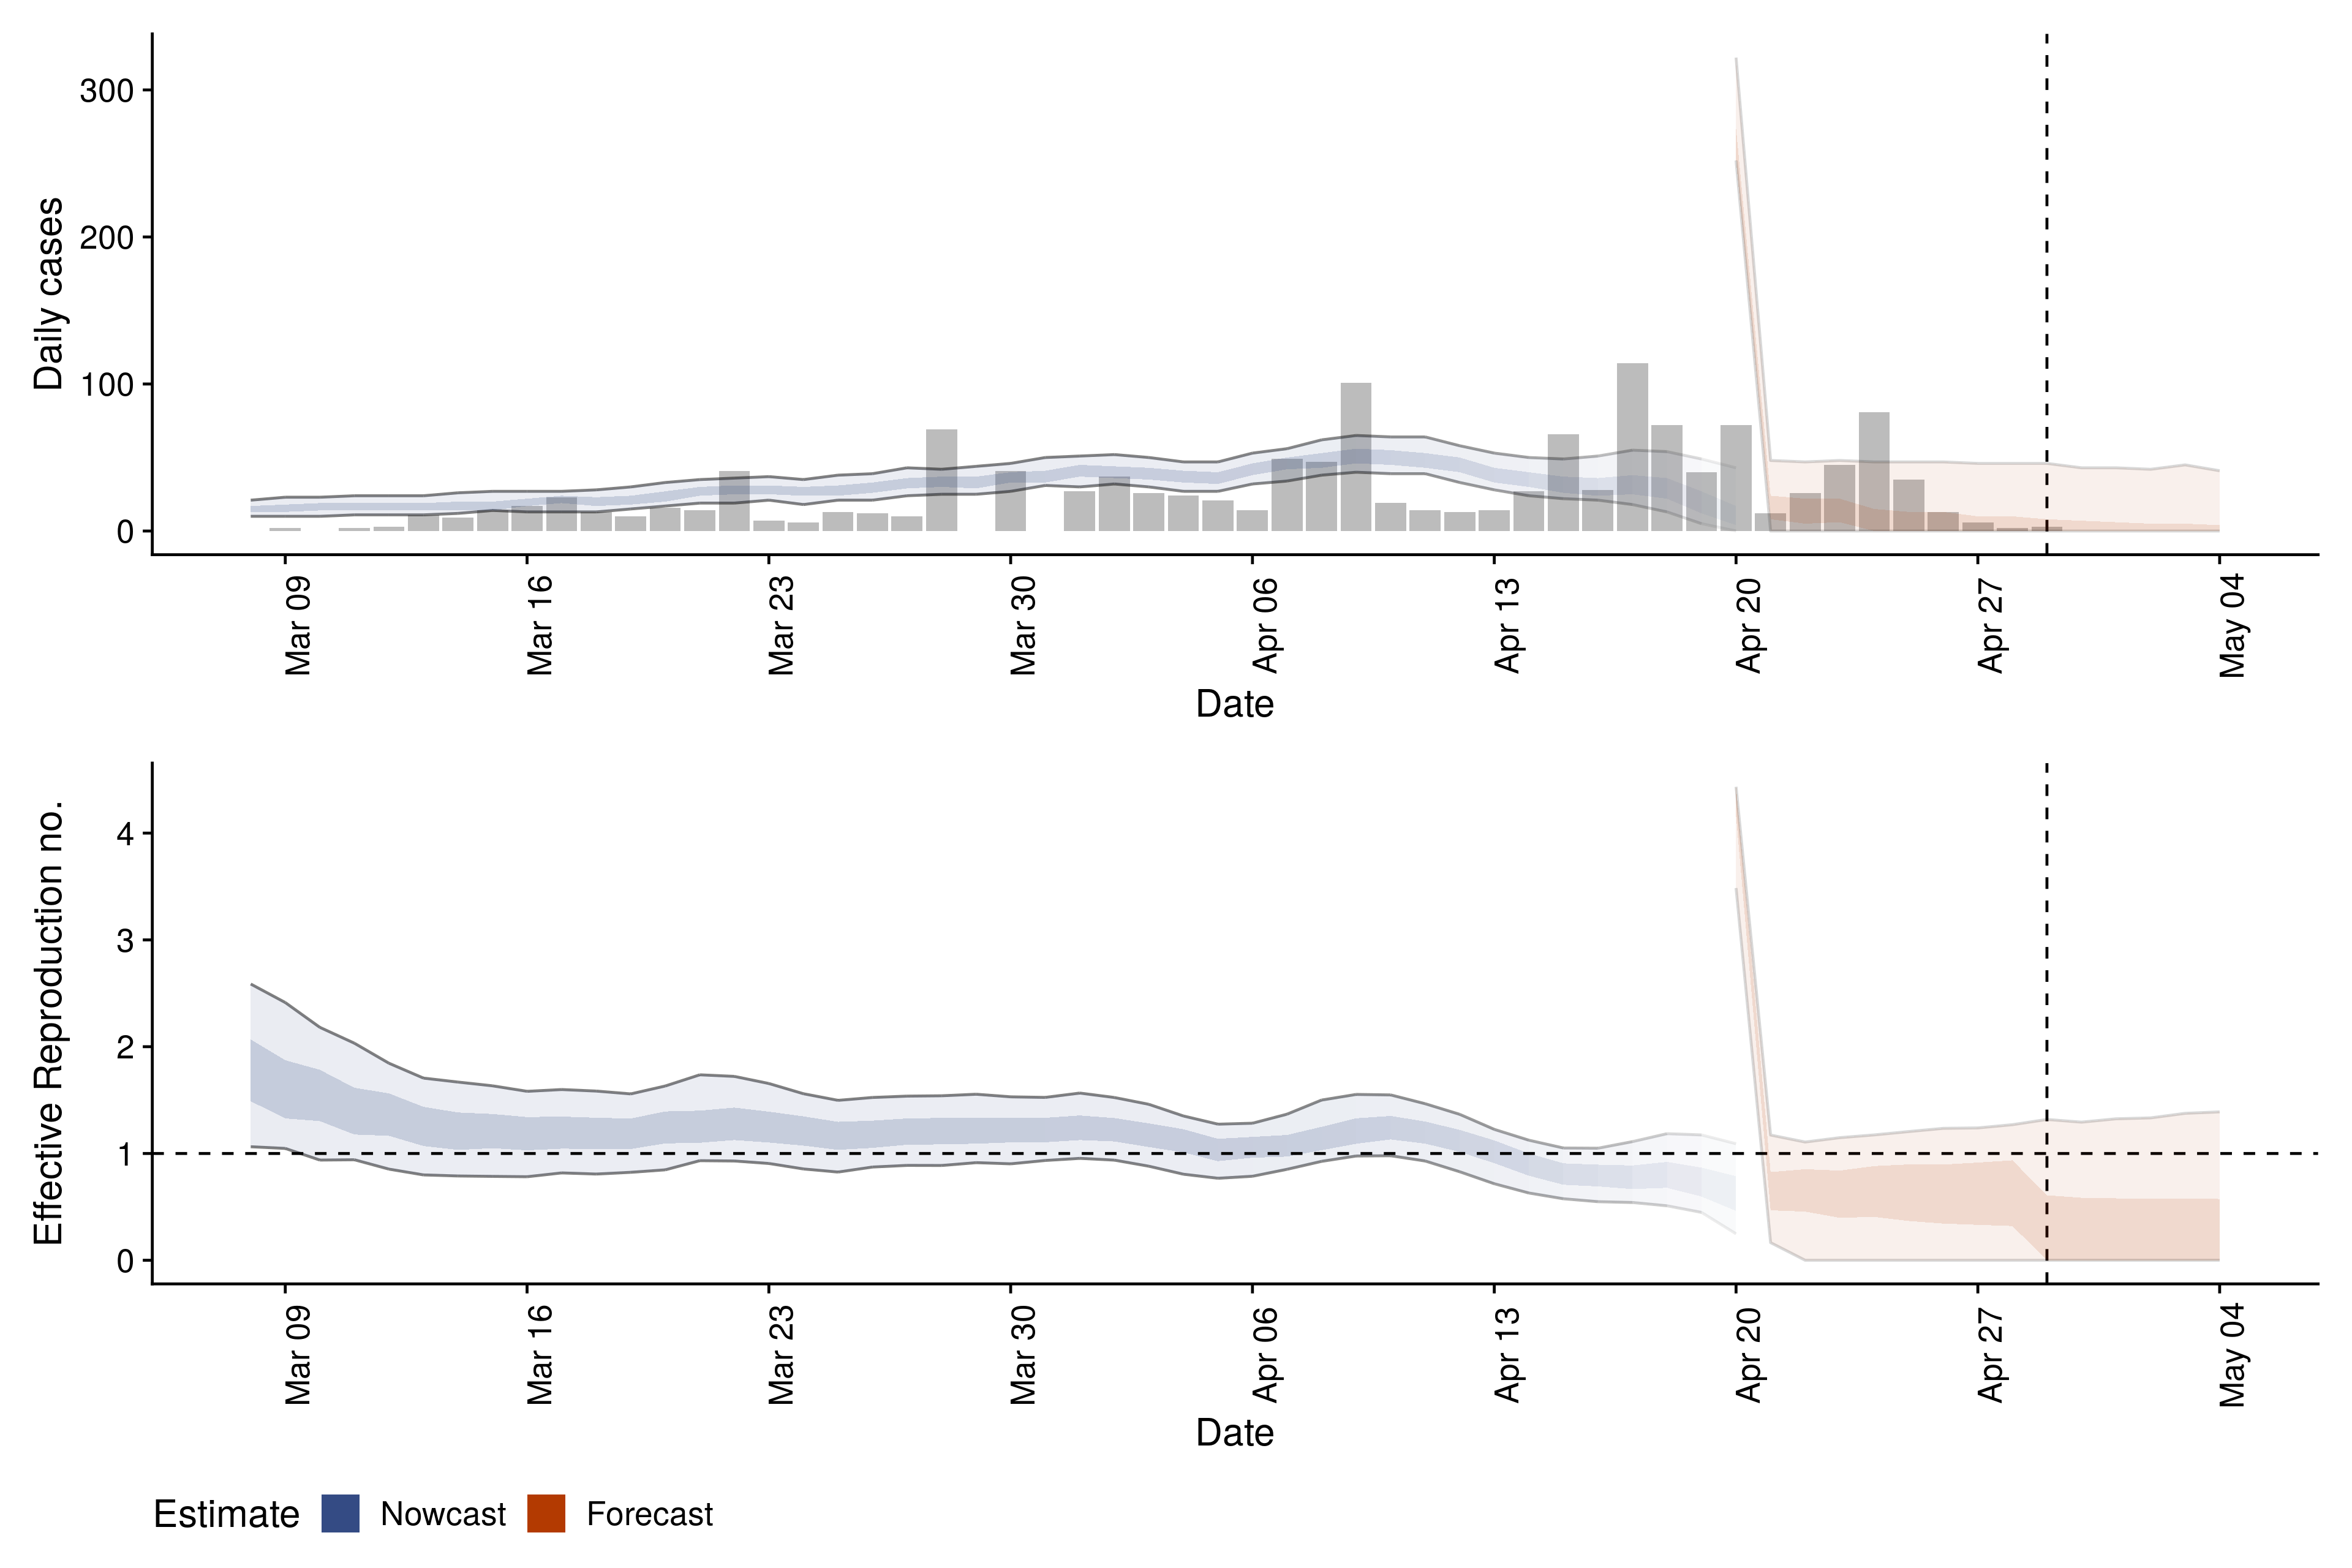 Daily cases
300
200
100
0
Mar 09
Mar 16
Mar 23
Mar 30
Apr 06
Apr 13
Apr 20
Apr 27
May 04
Date
Effective Reproduction no.
4
3
2
1
0
Mar 09
Mar 16
Mar 23
Mar 30
Apr 06
Apr 13
Apr 20
Apr 27
May 04
Date
Estimate Nowcast Forecast